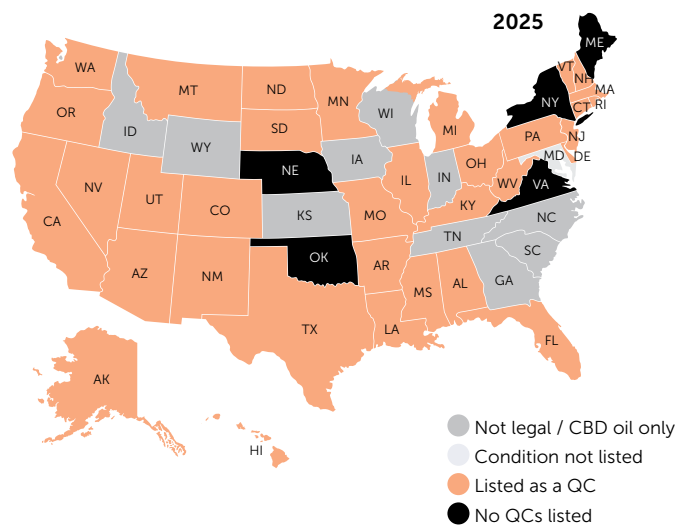 2025
ME
WA
VT
NH
MT
ND
MN
MA
OR
NY
CT
RI
WI
ID
SD
MI
WY
PA
NJ
IA
OH
MD
DE
NE
IN
IL
NV
WV
VA
UT
CO
KS
MO
KY
CA
NC
TN
OK
SC
AZ
NM
AR
MS
AL
GA
TX
LA
FL
AK
HI
Not legal / CBD oil only
Condition not listed
Listed as a QC
No QCs listed